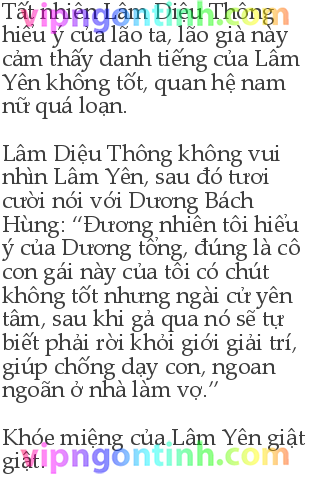 Tất nhiên Lâm Diệu Thông
hiểu ý của lão ta, lão già này
cảm thấy danh tiếng của Lâm
Yên không tốt, quan hệ nam
nữ quá loạn.
Lâm Diệu Thông không vui
nhìn Lâm Yên, sau đó tươi
cười nói với Dương Bách
Hùng: “Đương nhiên tôi hiểu
ý của Dương tổng, đúng là cô
con gái này của tôi có chút
không tốt nhưng ngài cử yên
tâm, sau khi gả qua nó sẽ tự
biết phải rời khỏi giới giải trí,
giúp chống dạy con, ngoan
ngoãn ở nhà làm vợ.”
Khóe miệng của Lâm Yên giật
giật.
vipngontinh.com
vipngontinh.com